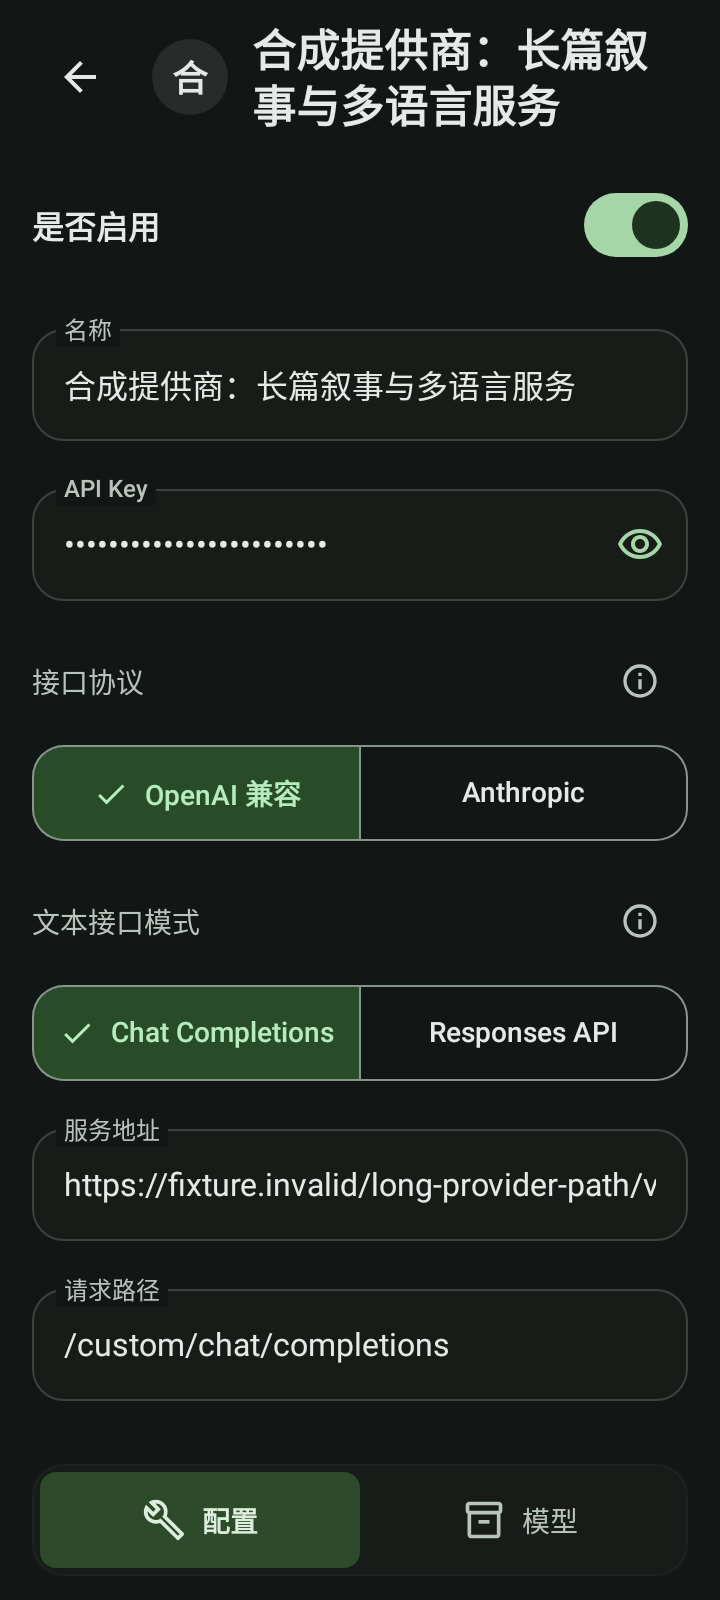 合
合成提供商：长篇叙
事与多语言服务
是否启用
名称
合成提供商：长篇叙事与多语言服务
API Key
••••••••••••••••••••••••
接口协议
OpenAI 兼容
Anthropic
文本接口模式
Chat Completions
Responses API
服务地址
https://fixture.invalid/long-provider-path/v
请求路径
/custom/chat/completions
配置
模型